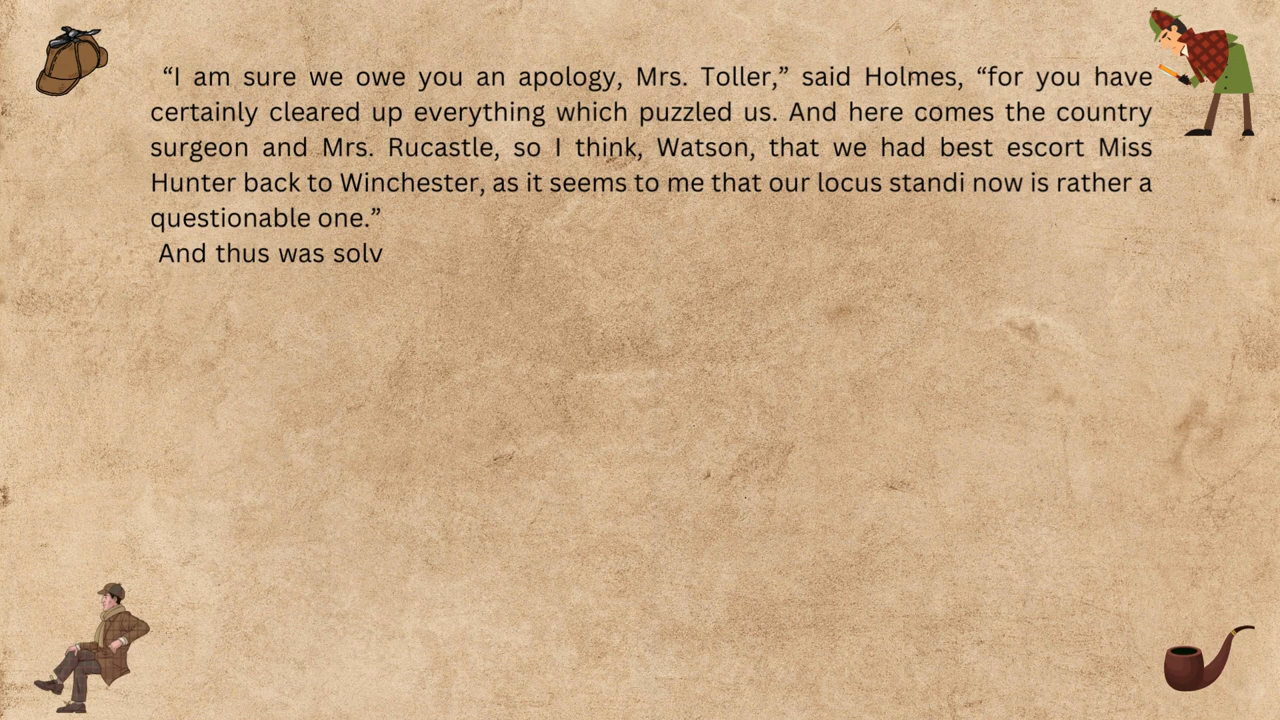 “I am sure we owe you an apology, Mrs. Toller,” said Holmes, “for you have
certainly cleared up everything which puzzled us. And here comes the country
surgeon and Mrs. Rucastle, so I think, Watson, that we had best escort Miss
Hunter back to Winchester, as it seems to me that our locus standi now is rather a
questionable one.”
And thus was solv